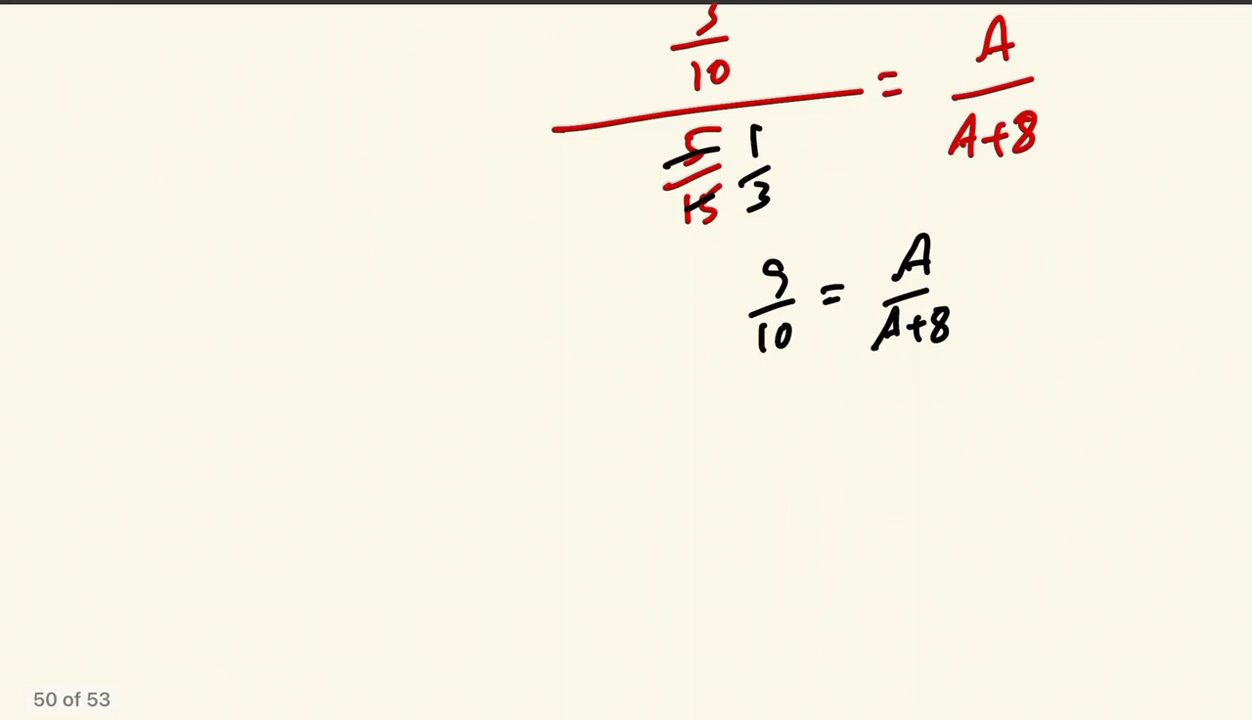 3/10 / 5/15 1/3 = A/A+8
9/10 = A/A+8
50 of 53